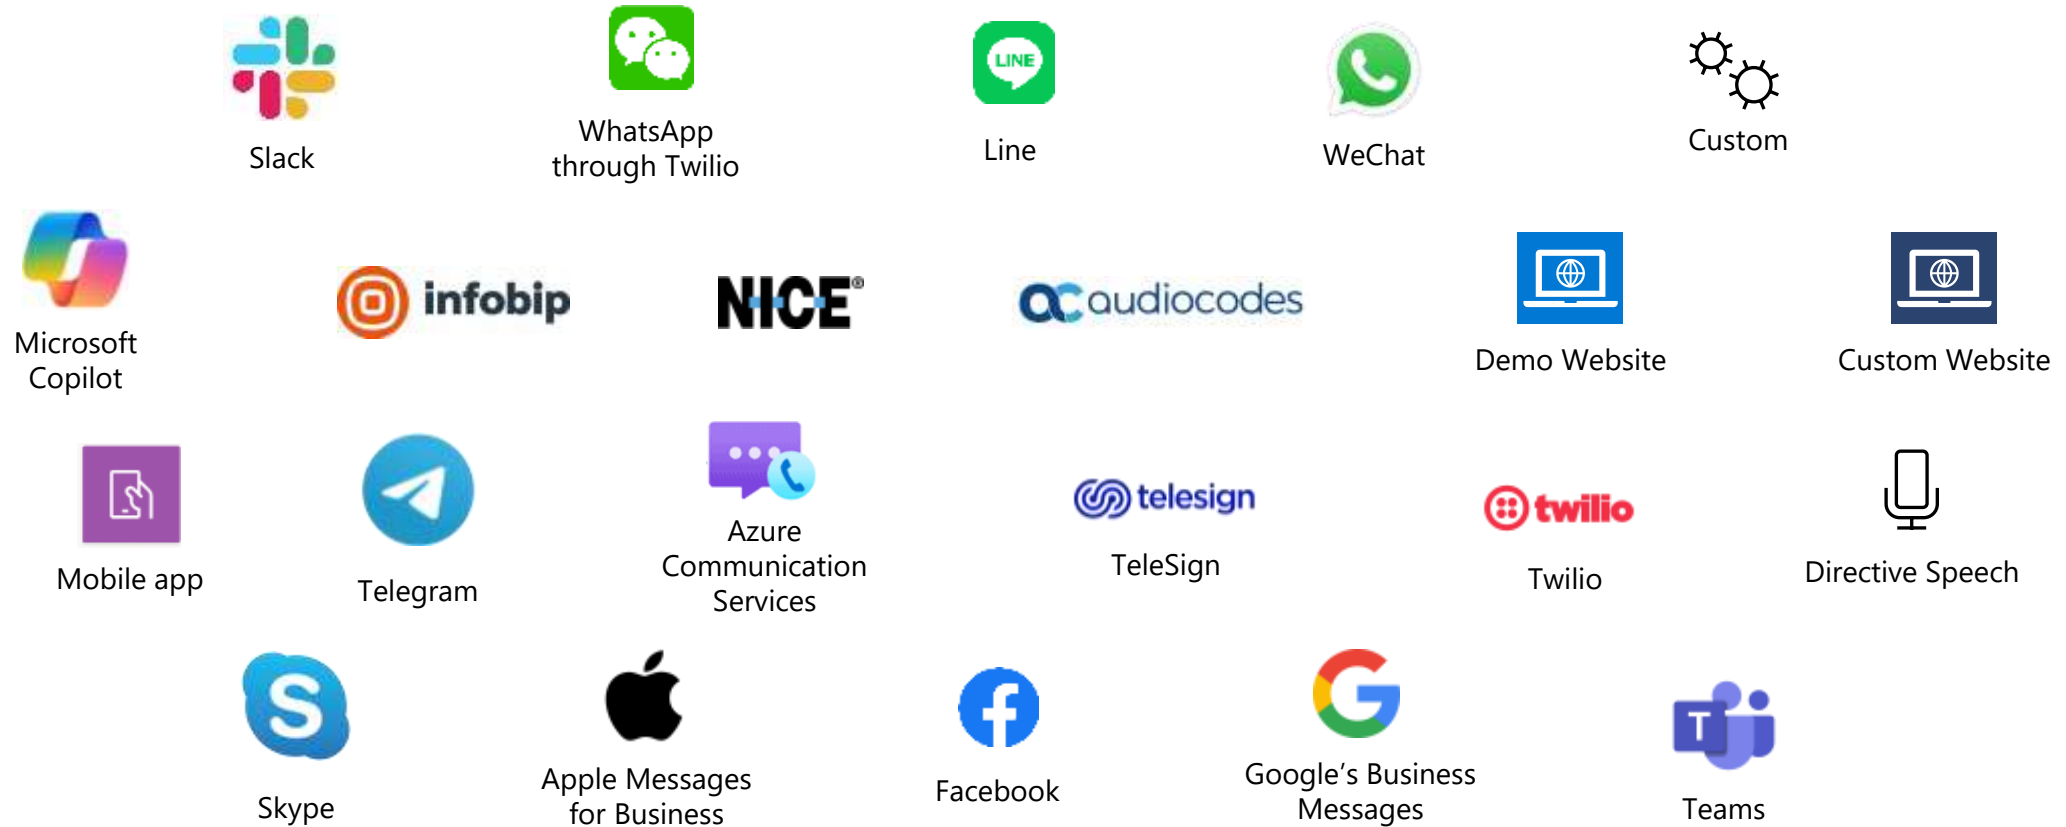 LINE
Slack
WhatsApp
through Twilio
Line
WeChat
Custom
Microsoft
Copilot
infobip
NICE®
audiocodes
Demo Website
Custom Website
Mobile app
Telegram
Azure
Communication
Services
telesign
TeleSign
twilio
Twilio
Directive Speech
S
Skype
Apple Messages
for Business
Facebook
Google’s Business
Messages
T
Teams